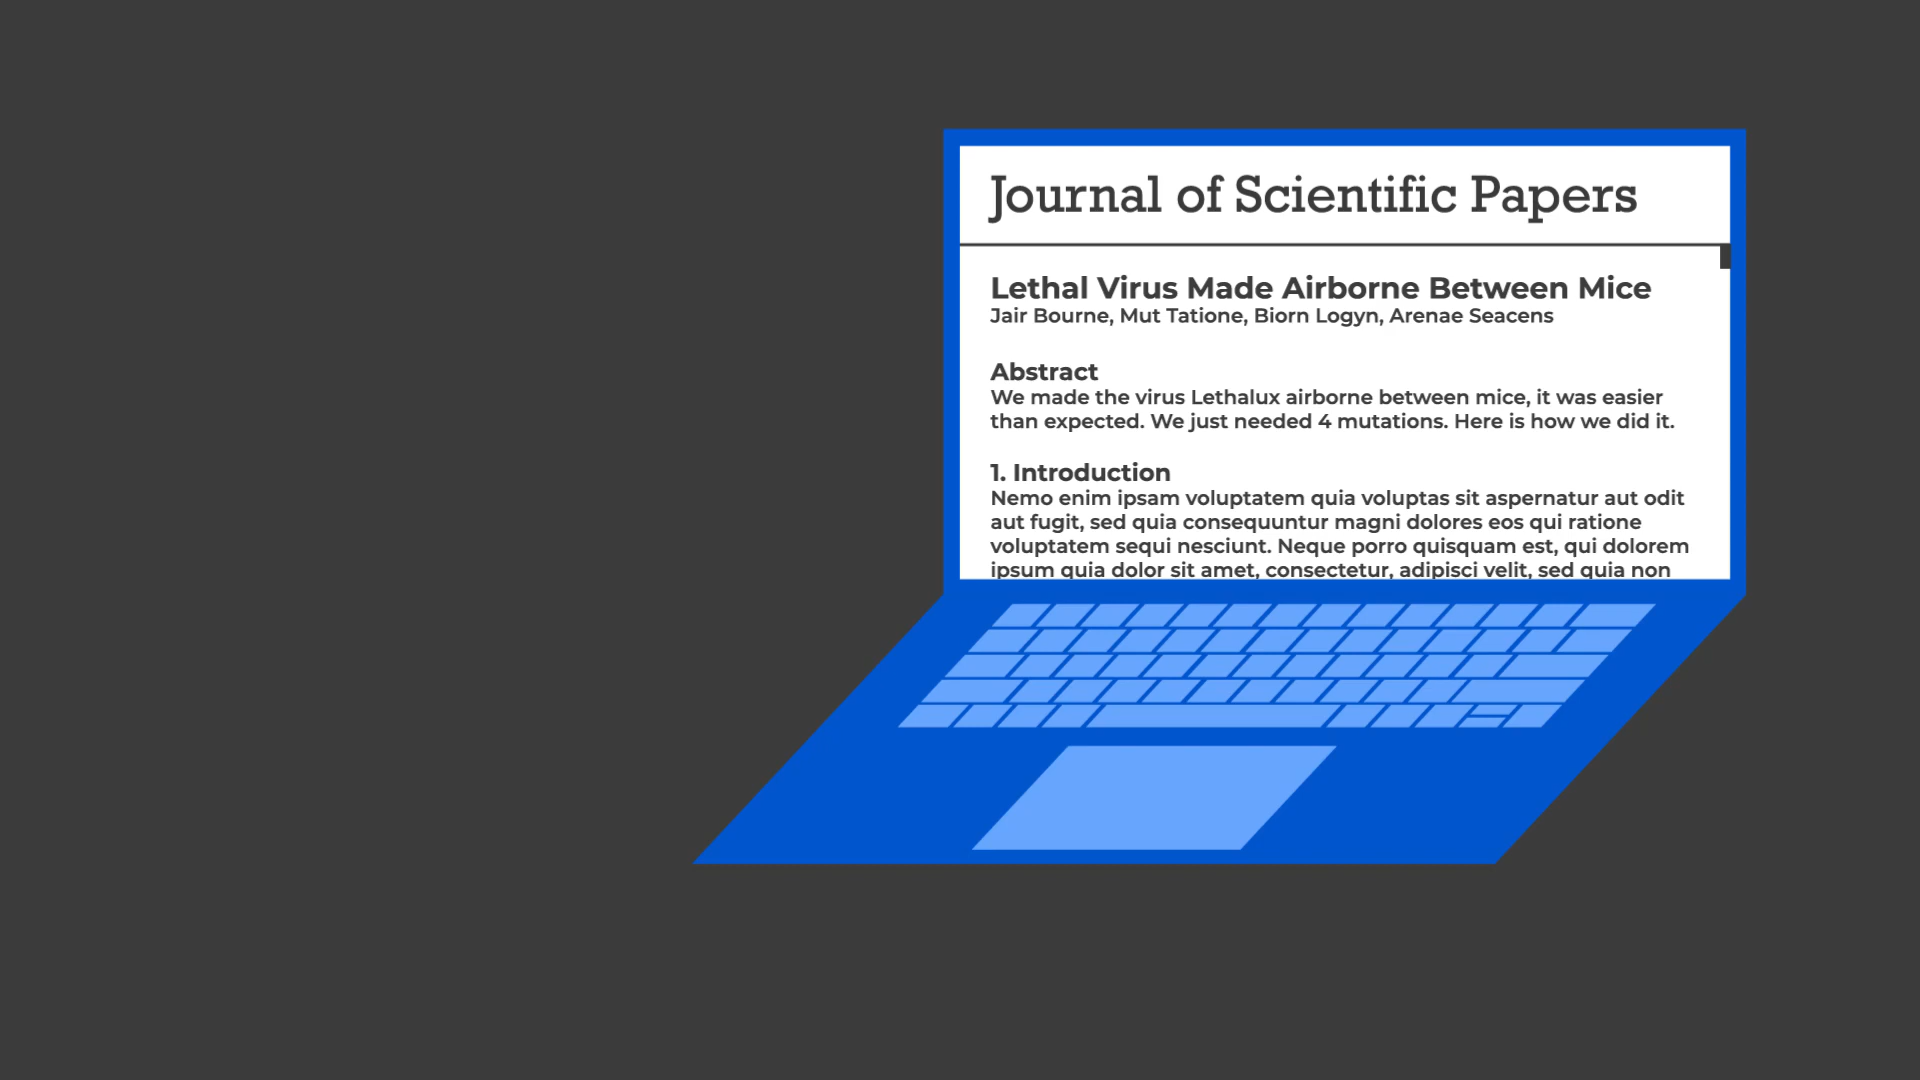 Journal of Scientific Papers
Lethal Virus Made Airborne Between Mice
Jair Bourne, Mut Tatione, Biorn Logyn, Arenae Seacens
Abstract
We made the virus Lethalux airborne between mice, it was easier
than expected. We just needed 4 mutations. Here is how we did it.
1. Introduction
Nemo enim ipsam voluptatem quia voluptas sit aspernatur aut odit
aut fugit, sed quia consequuntur magni dolores eos qui ratione
voluptatem sequi nesciunt. Neque porro quisquam est, qui dolorem
ipsum quia dolor sit amet, consectetur, adipisci velit, sed quia non